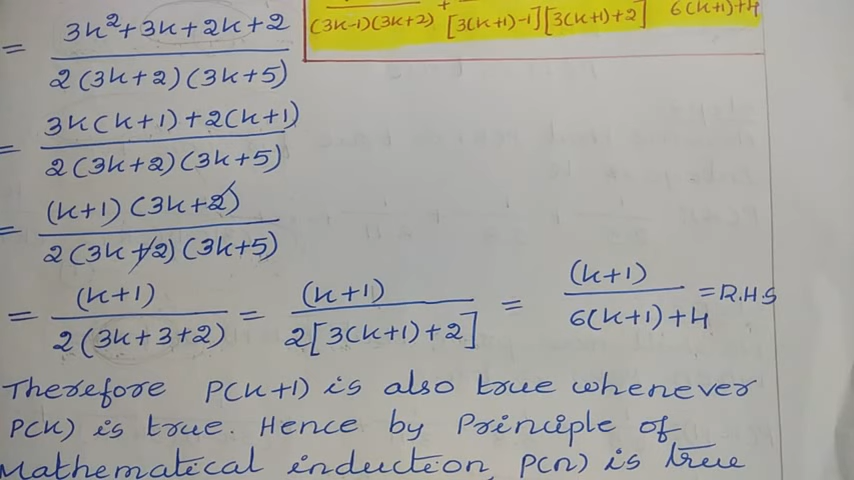 (3k-1)(3k+2) + [3(k+1)-1][3(k+1)+2] 6(k+1)+4
= 3k²+3k+2k+2 / 2(3k+2)(3k+5)
= 3k(k+1)+2(k+1) / 2(3k+2)(3k+5)
= (k+1)(3k+2) / 2(3k+2)(3k+5)
= (k+1) / 2(3k+3+2) = (k+1) / 2[3(k+1)+2] = (k+1) / 6(k+1)+4 = R.H.S
Therefore P(k+1) is also true whenever
P(k) is true. Hence by Principle of
Mathematical induction, P(n) is true